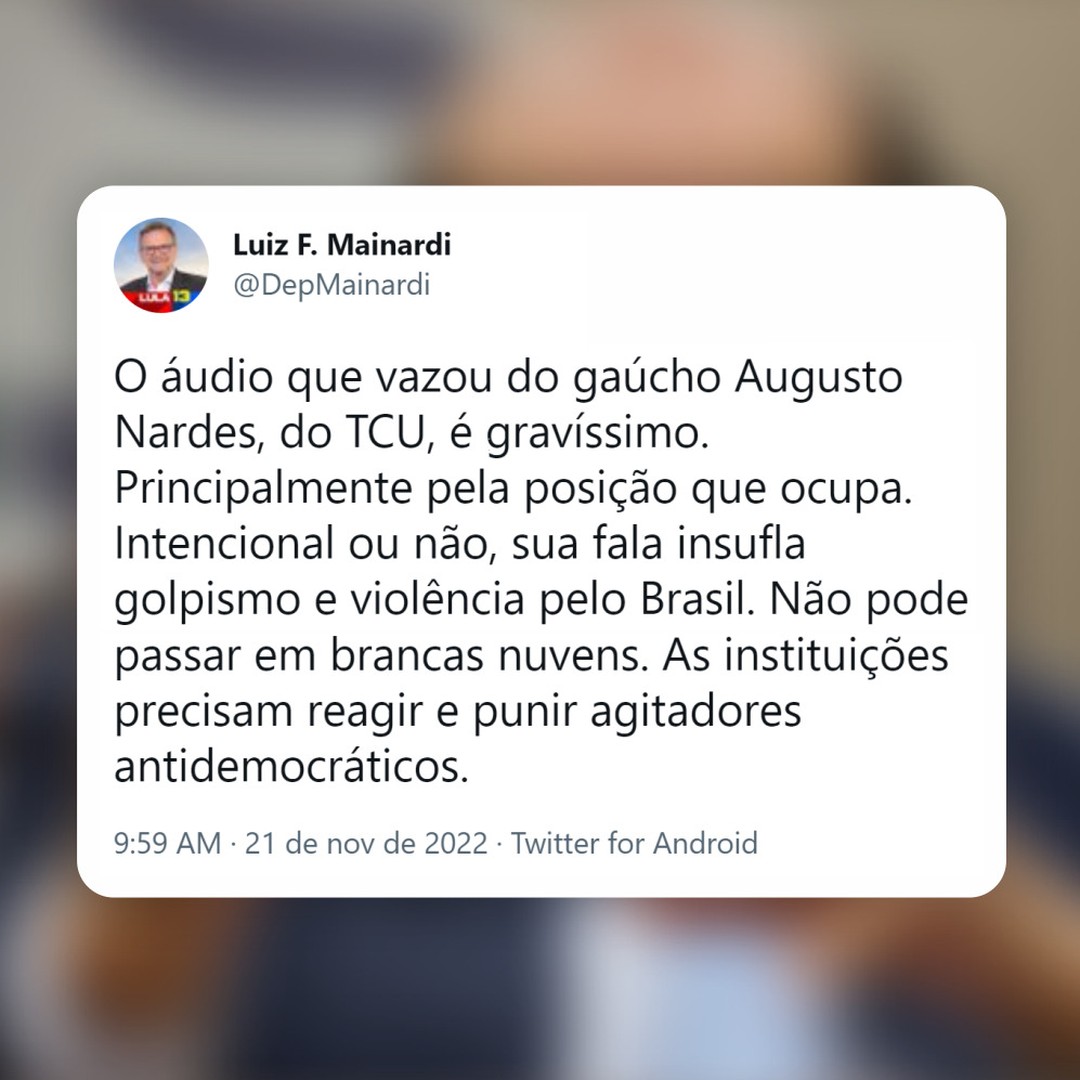 Luiz F. Mainardi
@DepMainardi
LULA 13
O áudio que vazou do gaúcho Augusto
Nardes, do TCU, é gravíssimo.
Principalmente pela posição que ocupa.
Intencional ou não, sua fala insufla
golpismo e violência pelo Brasil. Não pode
passar em brancas nuvens. As instituições
precisam reagir e punir agitadores
antidemocráticos.
9:59 AM · 21 de nov de 2022 · Twitter for Android